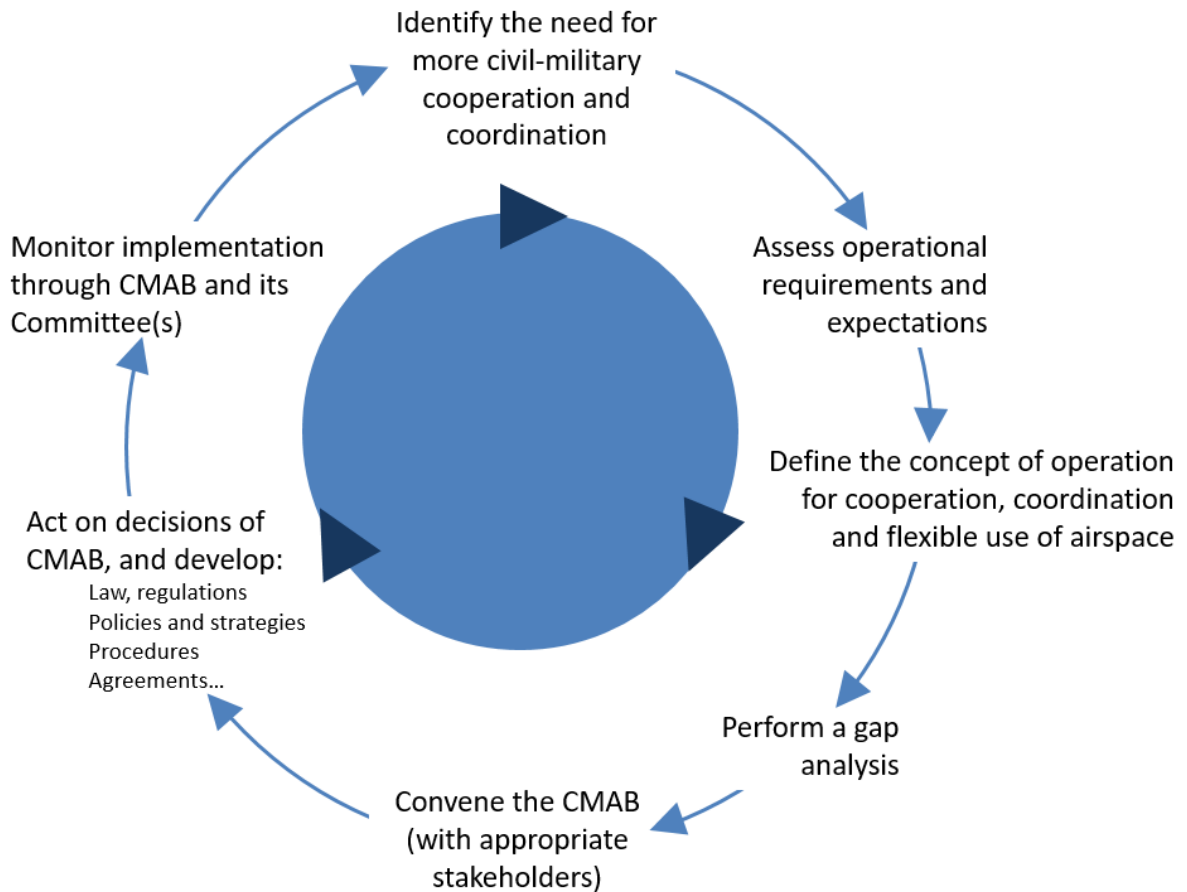 Identify the need for
more civil-military
cooperation and
coordination
Assess operational
requirements and
expectations
Define the concept of operation
for cooperation, coordination
and flexible use of airspace
Perform a gap
analysis
Convene the CMAB
(with appropriate
stakeholders)
Act on decisions of
CMAB, and develop:
Law, regulations
Policies and strategies
Procedures
Agreements...
Monitor implementation
through CMAB and its
Committee(s)